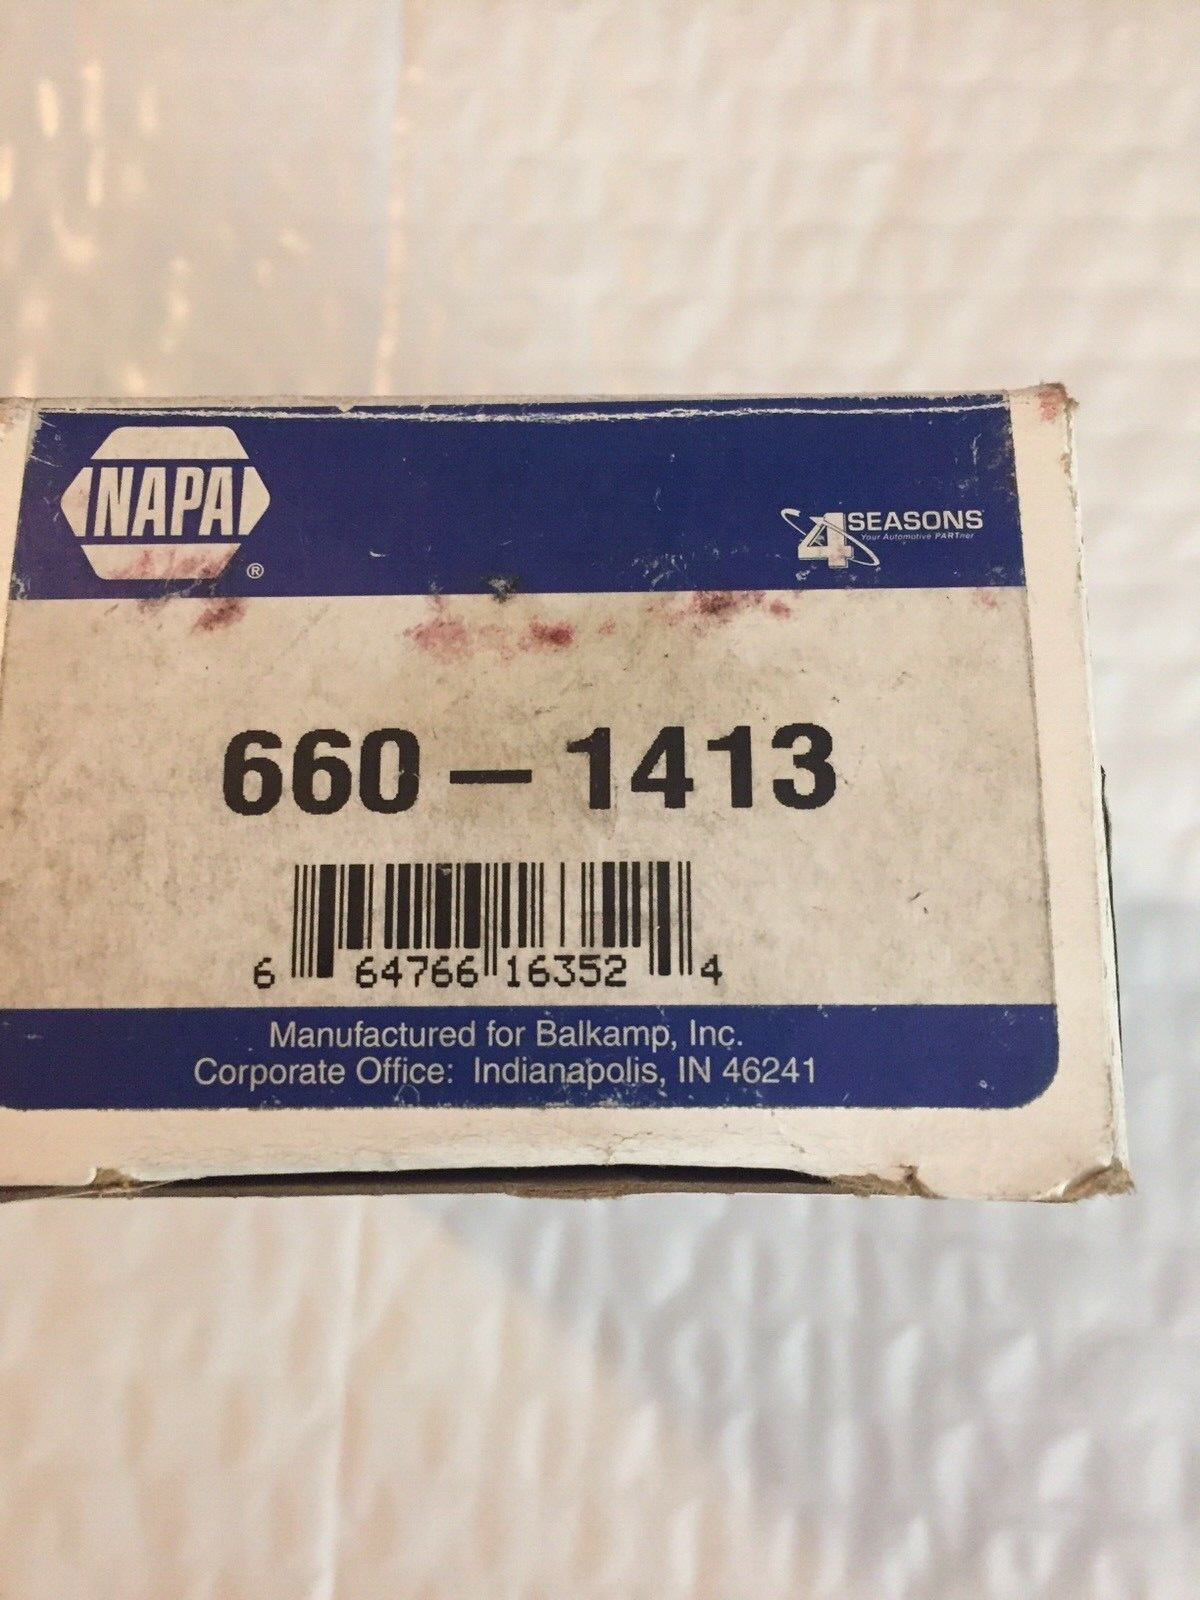 NAPA ®
4 SEASONS
Your Automotive PARTner
660-1413
6 64766 16352 4
Manufactured for Balkamp, Inc.
Corporate Office: Indianapolis, IN 46241